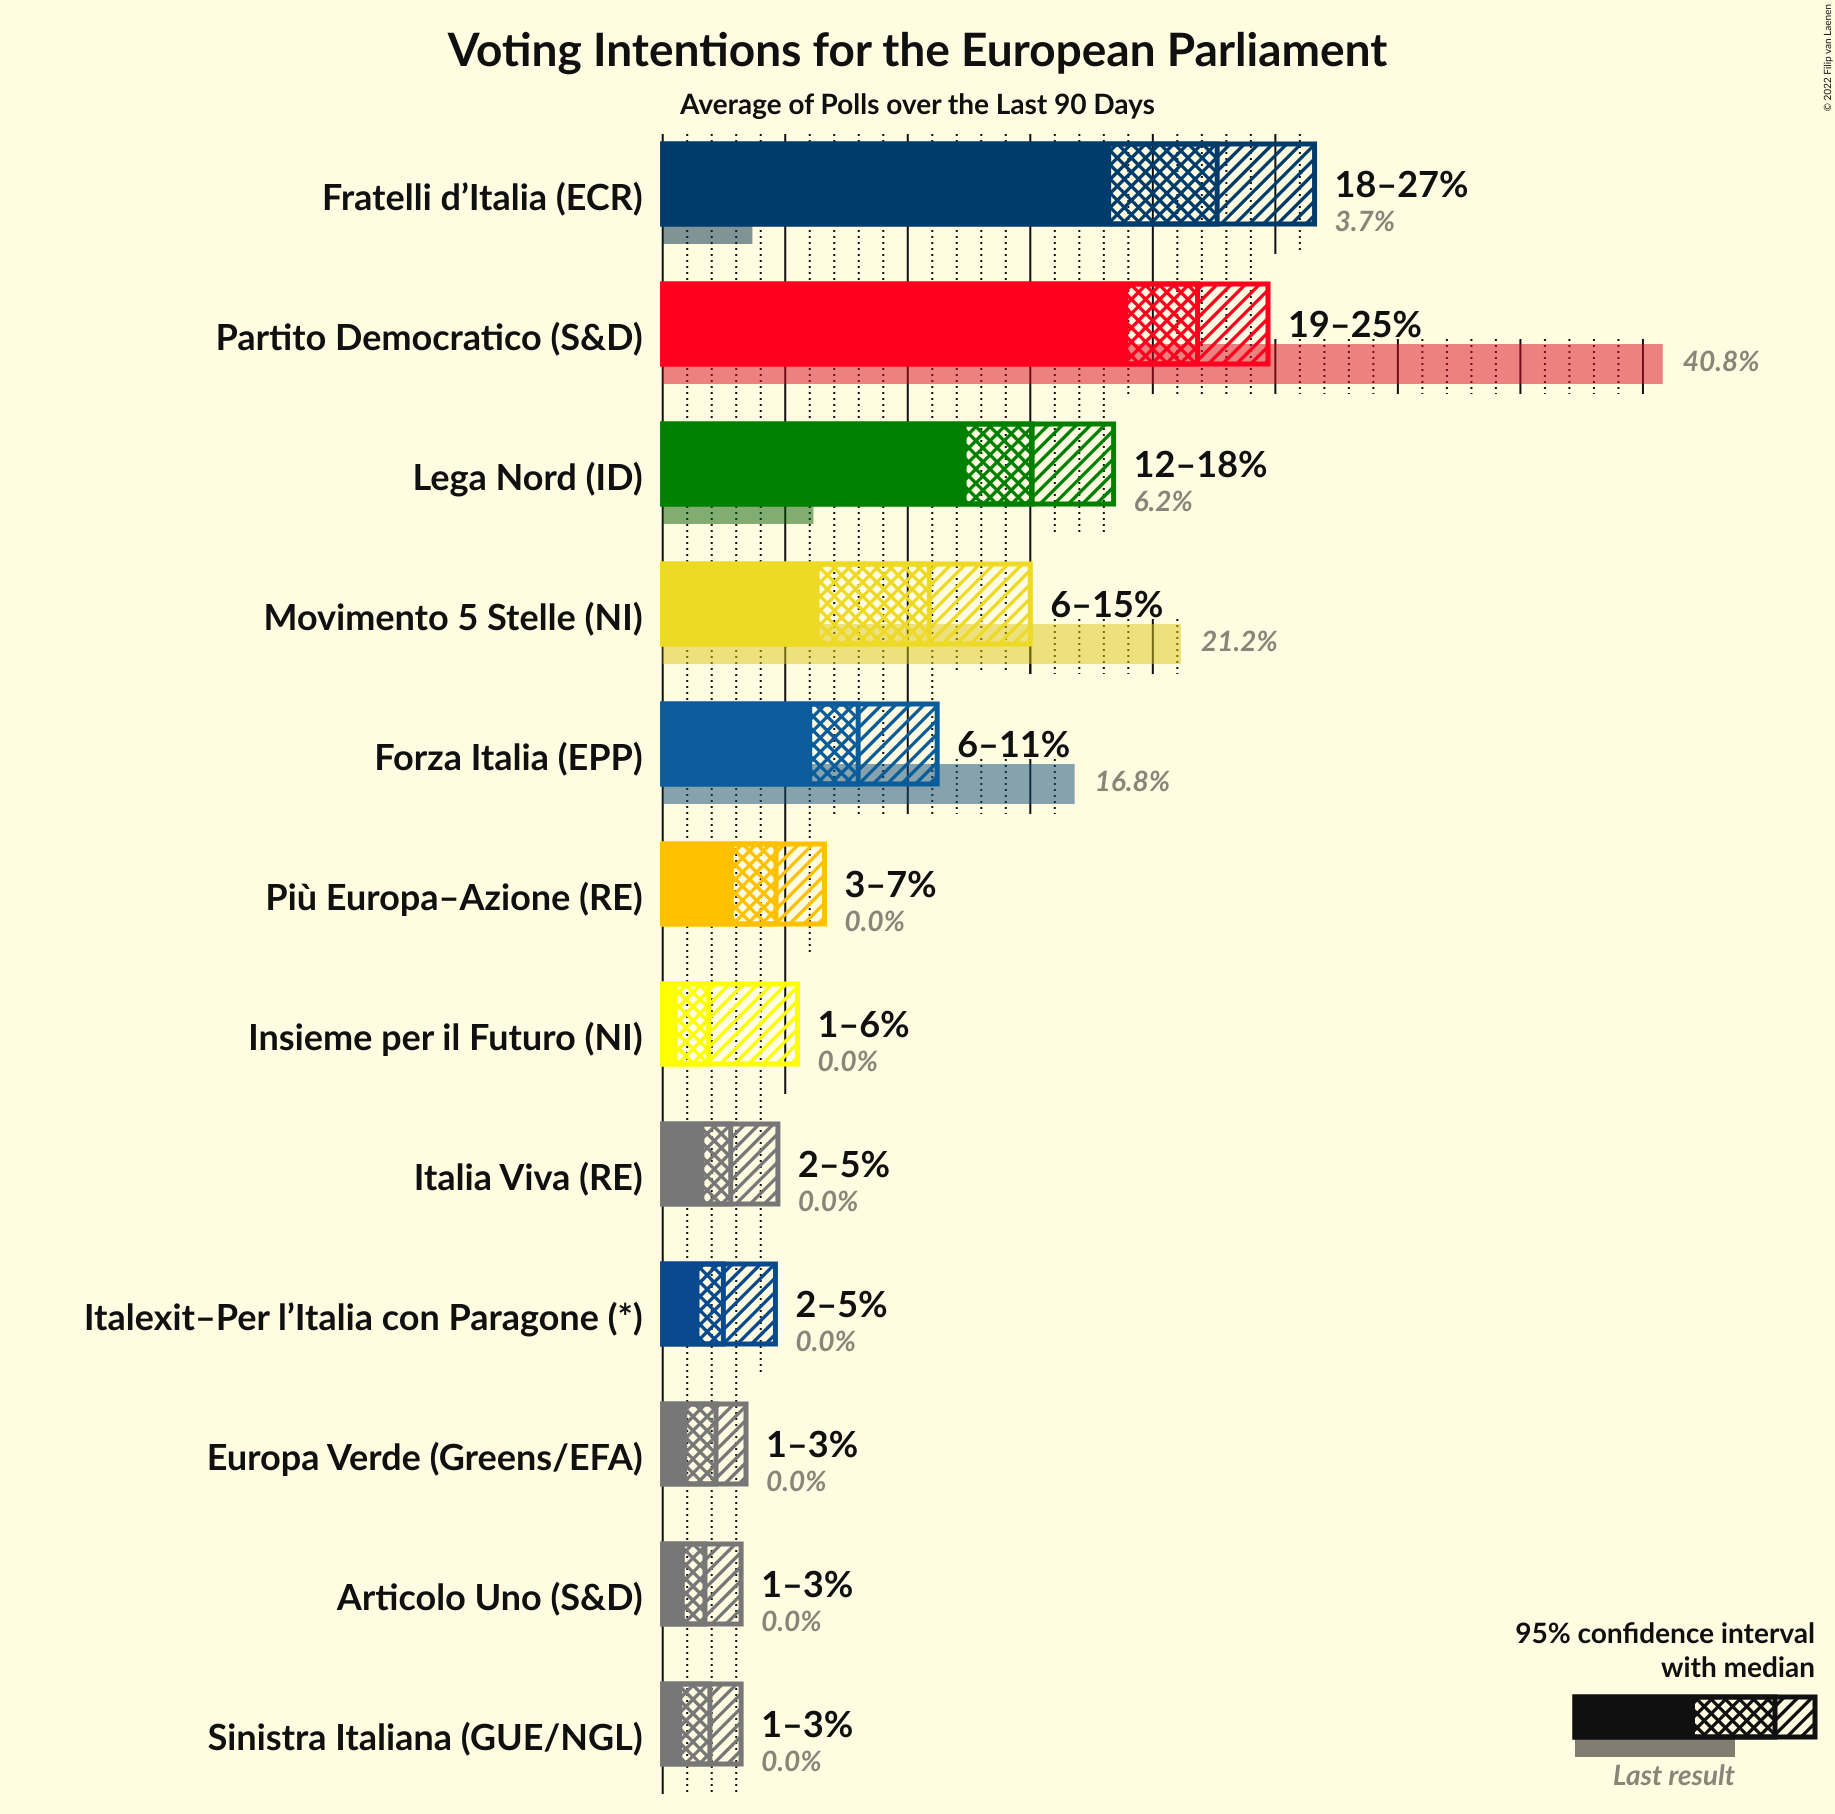 Voting Intentions for the European Parliament
Average of Polls over the Last 90 Days
© 2022 Filip van Laenen
Fratelli d’Italia (ECR)
18–27%
3.7%
Partito Democratico (S&D)
19–25%
40.8%
Lega Nord (ID)
12–18%
6.2%
Movimento 5 Stelle (NI)
6–15%
21.2%
Forza Italia (EPP)
6–11%
16.8%
Più Europa–Azione (RE)
3–7%
0.0%
Insieme per il Futuro (NI)
1–6%
0.0%
Italia Viva (RE)
2–5%
0.0%
Italexit–Per l’Italia con Paragone (*)
2–5%
0.0%
Europa Verde (Greens/EFA)
1–3%
0.0%
Articolo Uno (S&D)
1–3%
0.0%
Sinistra Italiana (GUE/NGL)
1–3%
0.0%
95% confidence interval
with median
Last result